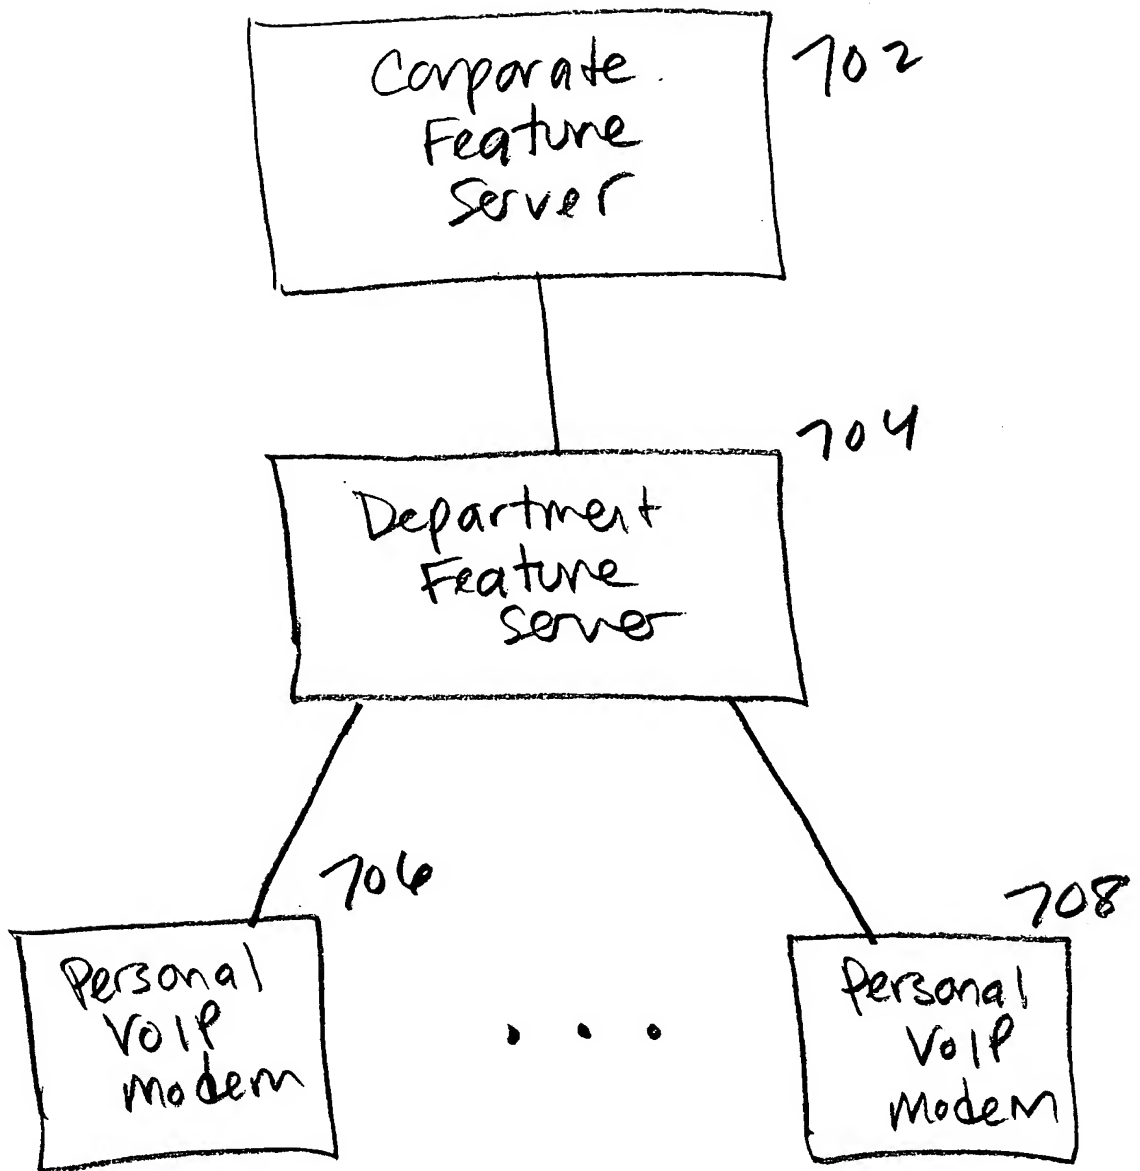 Corporate
Feature
Server
702
Department
Feature
Server
704
Personal
VOIP
Modem
706
Personal
VOIP
Modem
708